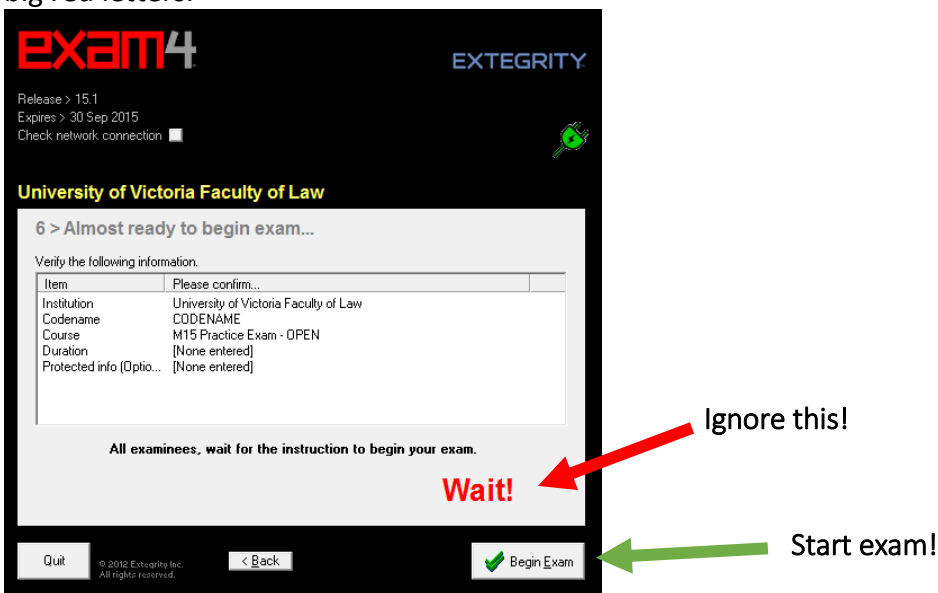 big red letters.
exam4
EXTEGRITY
Release > 15.1
Expires > 30 Sep 2015
Check network connection
University of Victoria Faculty of Law
6 > Almost ready to begin exam...
Verify the following information.
Item Please confirm...
Institution University of Victoria Faculty of Law
Codename CODENAME
Course M15 Practice Exam - OPEN
Duration [None entered]
Protected info (Optio... [None entered]
Ignore this!
All examinees, wait for the instruction to begin your exam.
Wait!
Start exam!
Quit
© 2012 Extegrity Inc.
All rights reserved.
< Back
Begin Exam